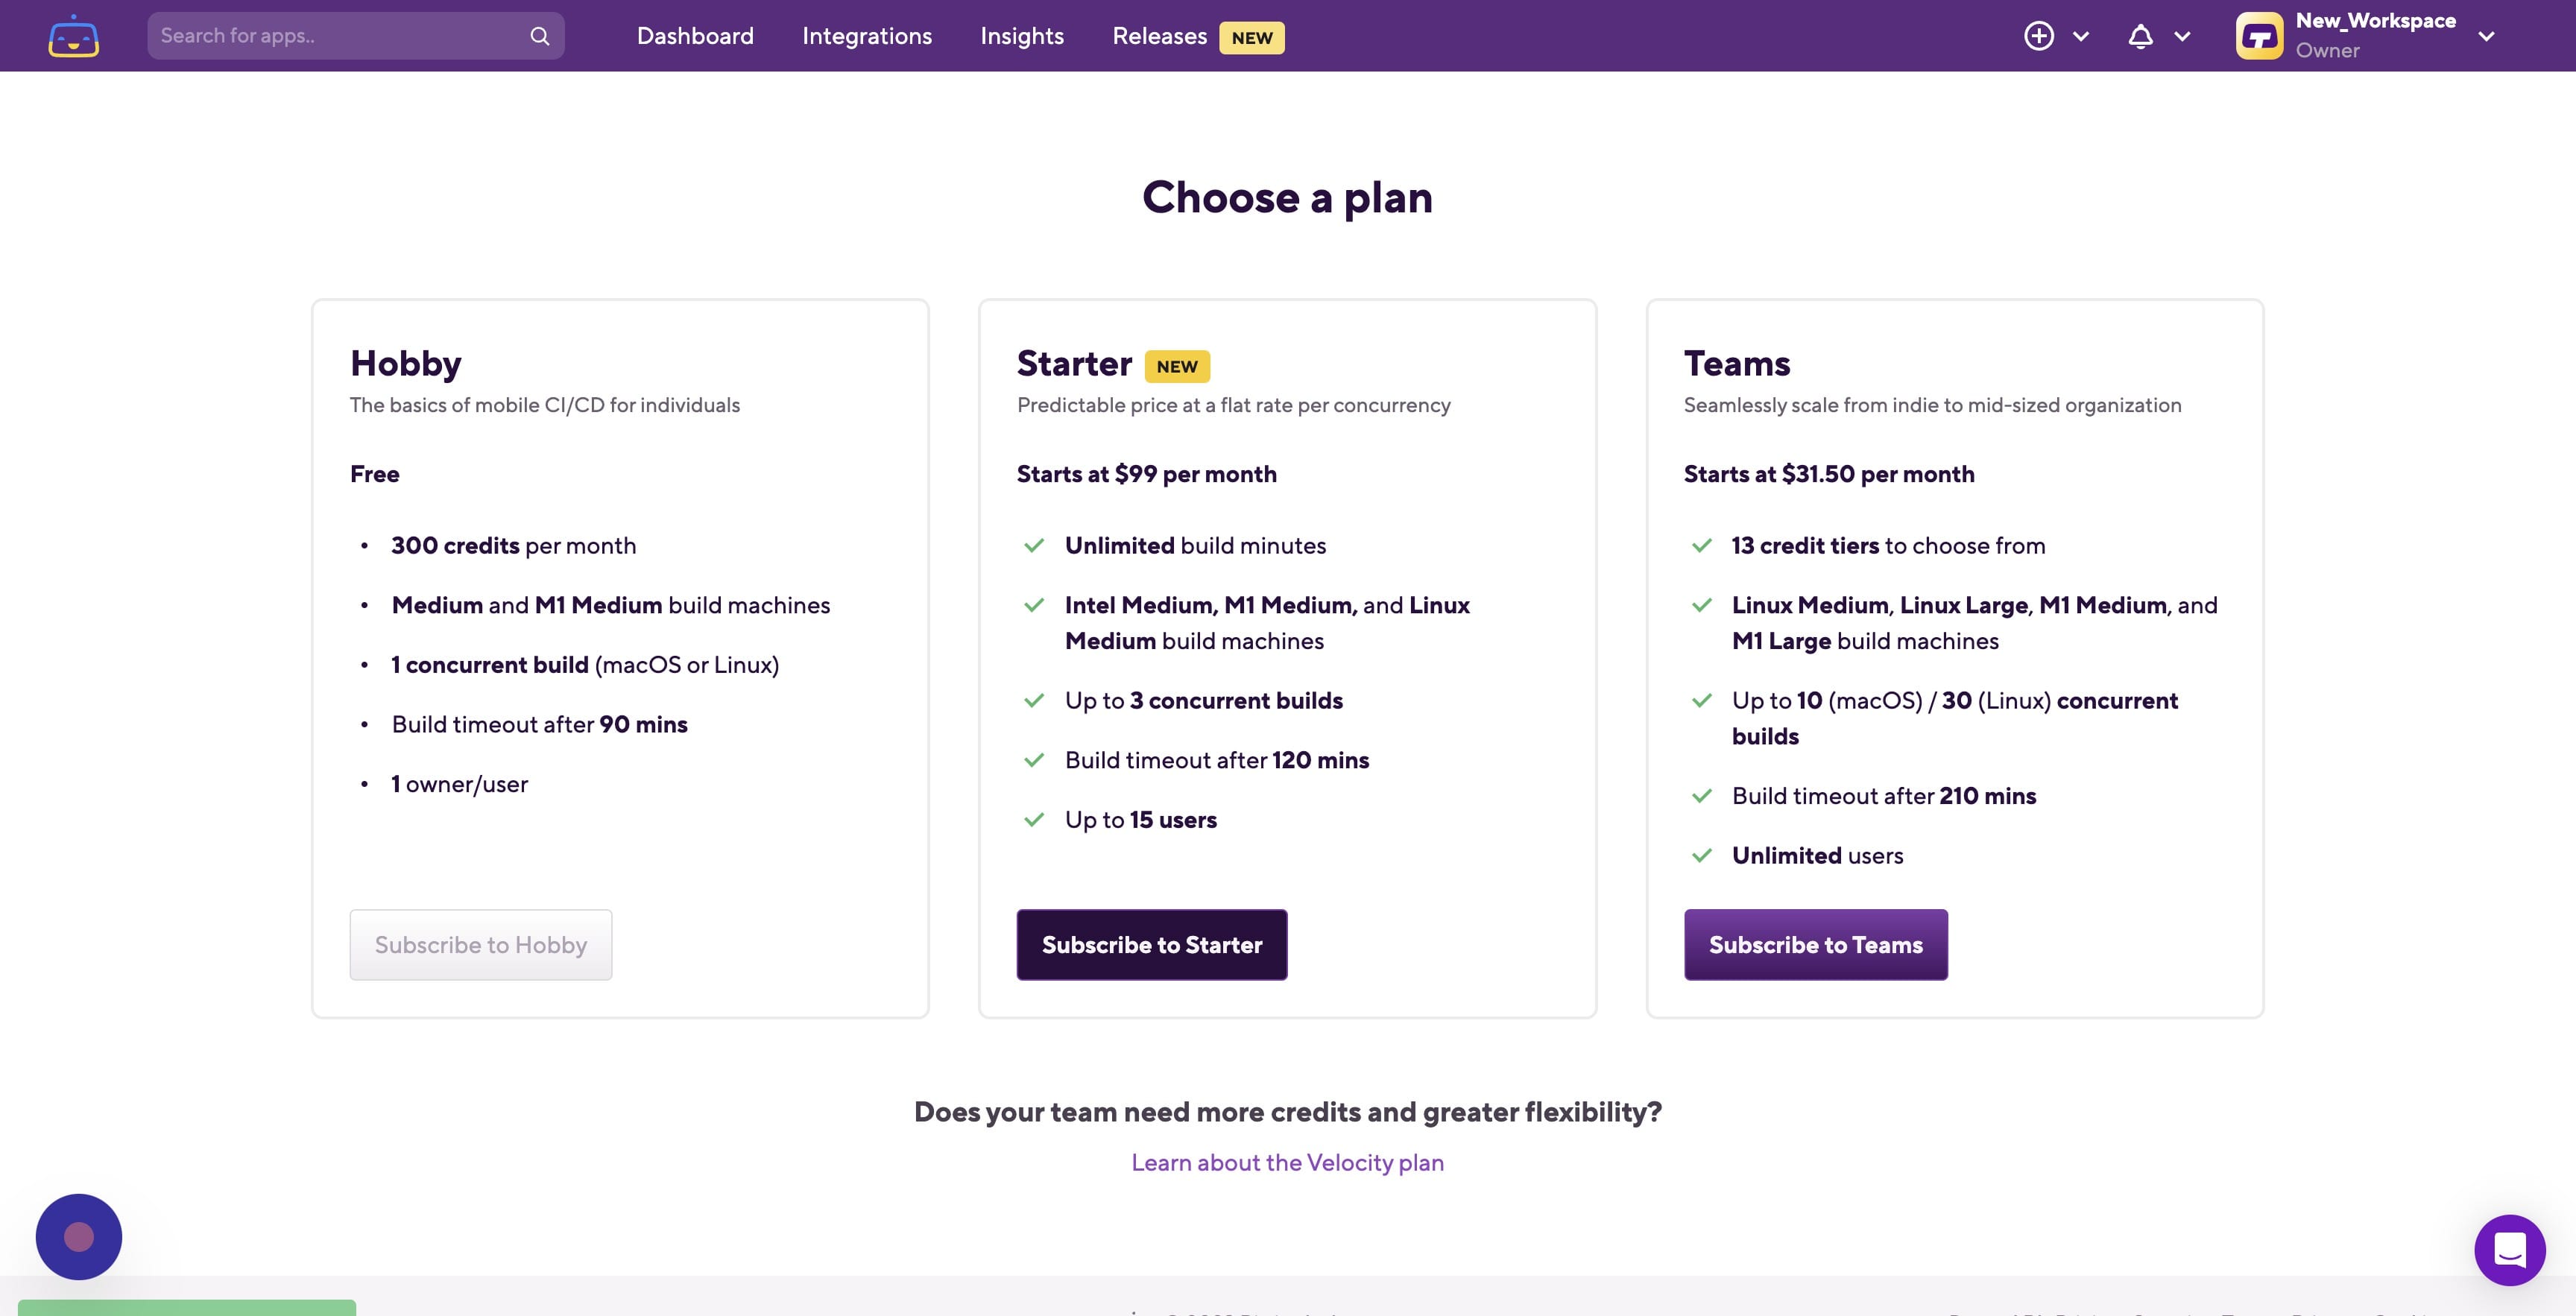 Search for apps..
Dashboard
Integrations
Insights
Releases NEW
New_Workspace
Owner
Choose a plan
Hobby
The basics of mobile CI/CD for individuals
Free
• 300 credits per month
• Medium and M1 Medium build machines
• 1 concurrent build (macOS or Linux)
• Build timeout after 90 mins
• 1 owner/user
Subscribe to Hobby
Starter NEW
Predictable price at a flat rate per concurrency
Starts at $99 per month
Unlimited build minutes
Intel Medium, M1 Medium, and Linux
Medium build machines
Up to 3 concurrent builds
Build timeout after 120 mins
Up to 15 users
Subscribe to Starter
Teams
Seamlessly scale from indie to mid-sized organization
Starts at $31.50 per month
13 credit tiers to choose from
Linux Medium, Linux Large, M1 Medium, and
M1 Large build machines
Up to 10 (macOS) / 30 (Linux) concurrent
builds
Build timeout after 210 mins
Unlimited users
Subscribe to Teams
Does your team need more credits and greater flexibility?
Learn about the Velocity plan